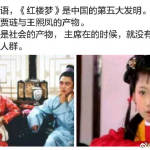 语，《红楼梦》是中国的第五大发明。
贾琏与王熙凤的产物。
是社会的产物， 主席在的时候，就没有
人群。